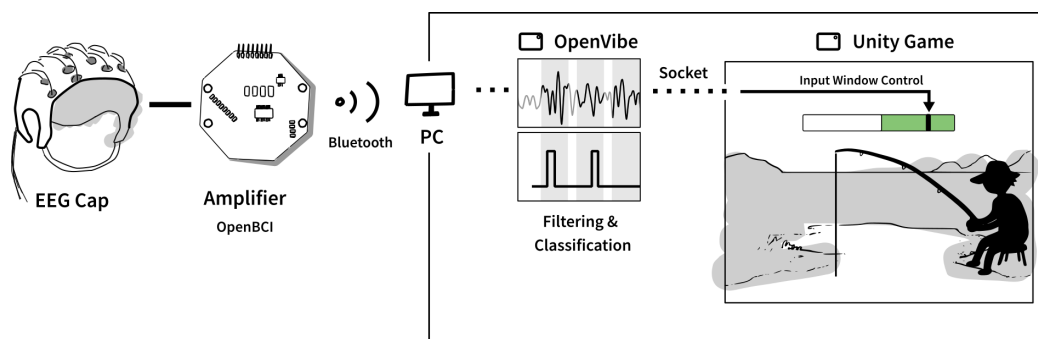 EEG Cap
Amplifier
OpenBCI
Bluetooth
PC
OpenVibe
Filtering &
Classification
Socket
Unity Game
Input Window Control